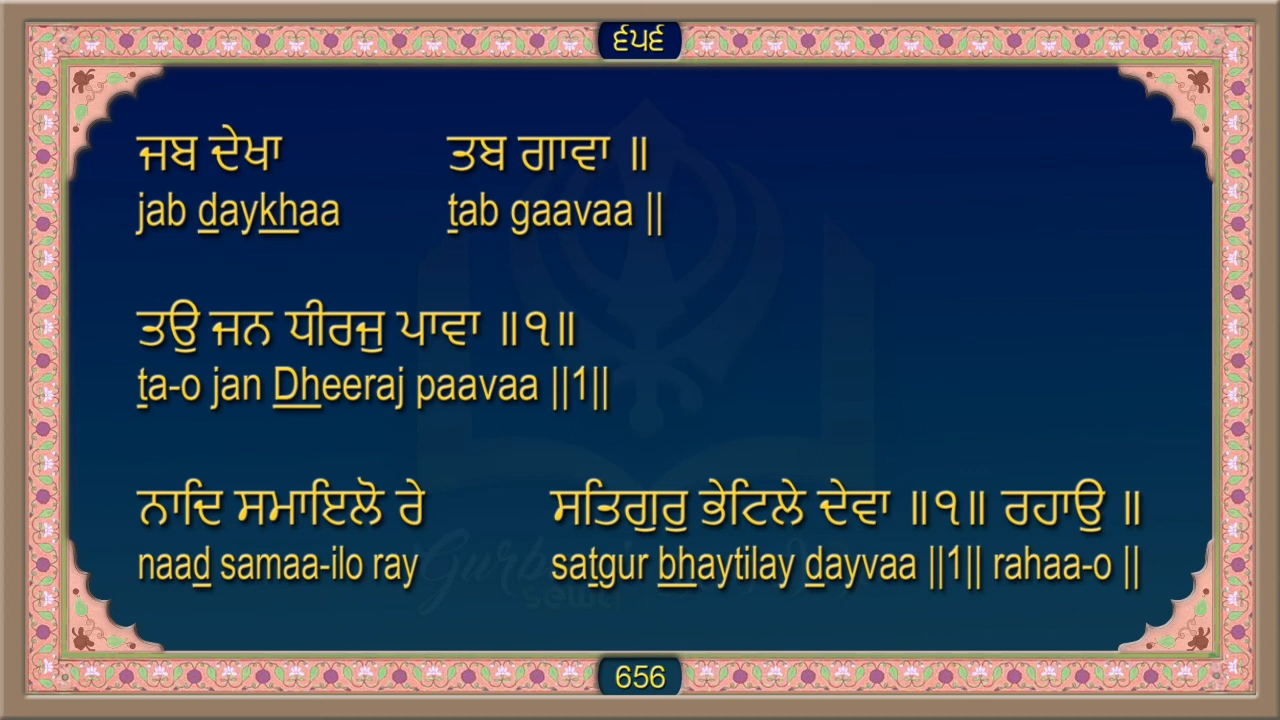 ੬੫੬
ਜਬ ਦੇਖਾ ਤਬ ਗਾਵਾ ॥
jab daykhaa tab gaavaa ||
ਤਉ ਜਨ ਧੀਰਜੁ ਪਾਵਾ ॥੧॥
ta-o jan Dheeraj paavaa ||1||
ਨਾਦਿ ਸਮਾਇਲੋ ਰੇ ਸਤਿਗੁਰੁ ਭੇਟਿਲੇ ਦੇਵਾ ॥੧॥ ਰਹਾਉ ॥
naad samaa-ilo ray satgur bhaytilay dayvaa ||1|| rahaa-o ||
656